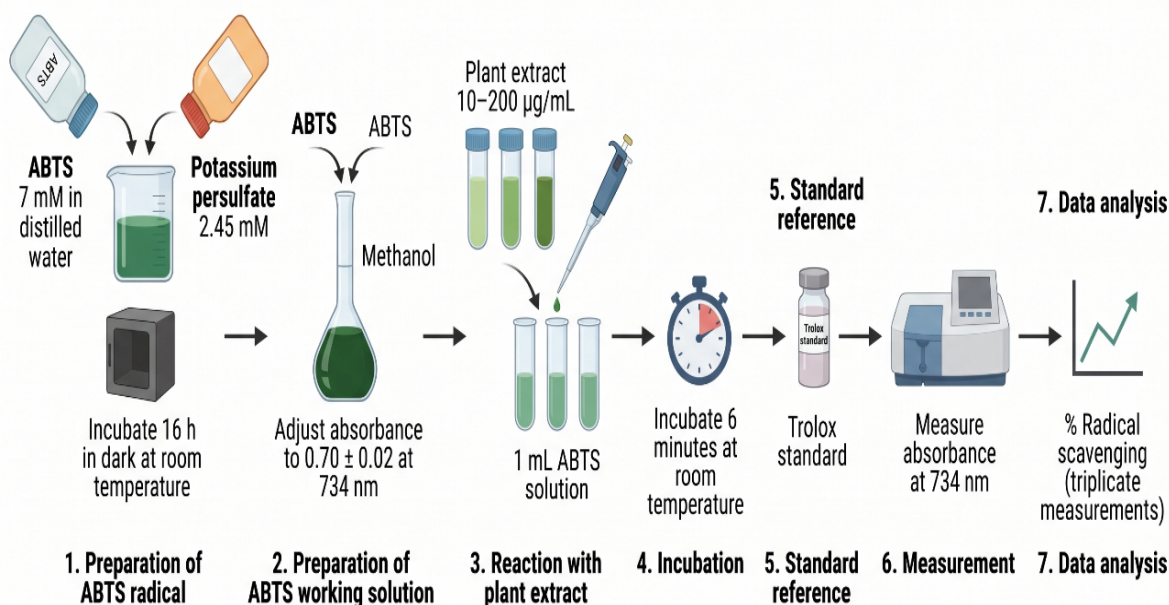 ABTS
ABTS
7 mM in
distilled
water
Potassium
persulfate
2.45 mM
Incubate 16 h
in dark at room
temperature
1. Preparation of
ABTS radical
ABTS
ABTS
Methanol
Adjust absorbance
to 0.70 ± 0.02 at
734 nm
2. Preparation of
ABTS working solution
Plant extract
10–200 µg/mL
1 mL ABTS
solution
3. Reaction with
plant extract
Incubate 6
minutes at
room
temperature
4. Incubation
5. Standard
reference
Trolox
standard
Trolox
standard
5. Standard
reference
Measure
absorbance
at 734 nm
6. Measurement
7. Data analysis
% Radical
scavenging
(triplicate
measurements)
7. Data analysis